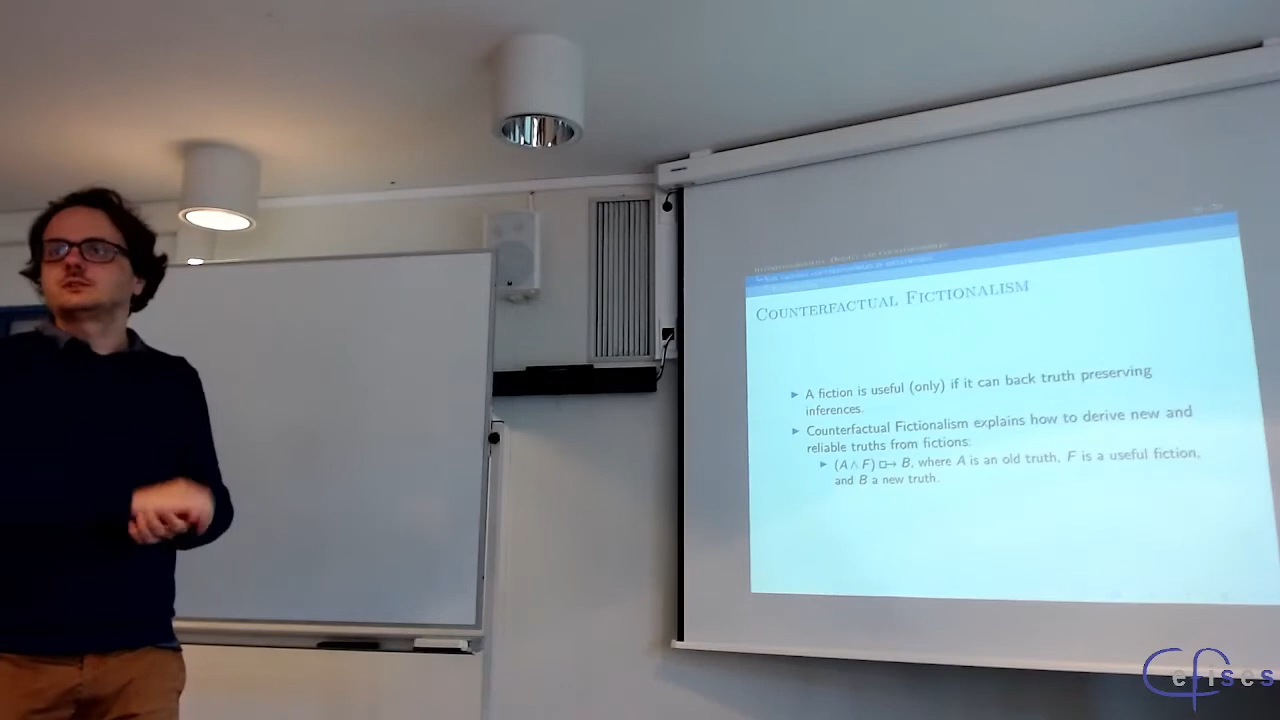 COUNTERFACTUAL FICTIONALISM
▸ A fiction is useful (only) if it can back truth preserving
inferences.
▸ Counterfactual Fictionalism explains how to derive new and
reliable truths from fictions:
▸ (A ∧ F) □→ B, where A is an old truth, F is a useful fiction,
and B a new truth.
Cefises